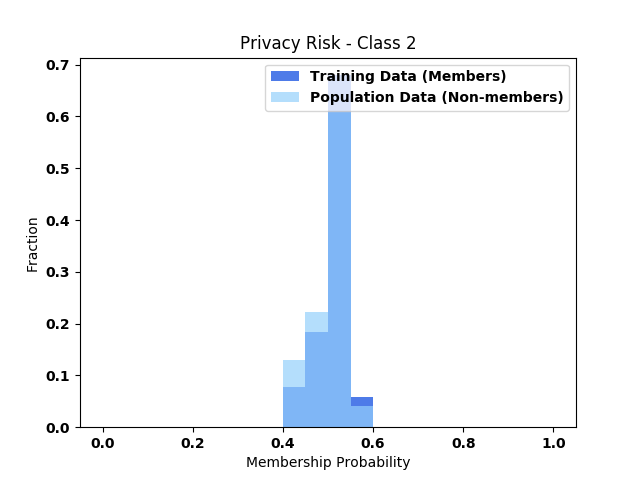 Privacy Risk - Class 2
Training Data (Members)
Population Data (Non-members)
0.7
0.6
0.5
0.4
0.3
0.2
0.1
0.0
Fraction
0.0 0.2 0.4 0.6 0.8 1.0
Membership Probability